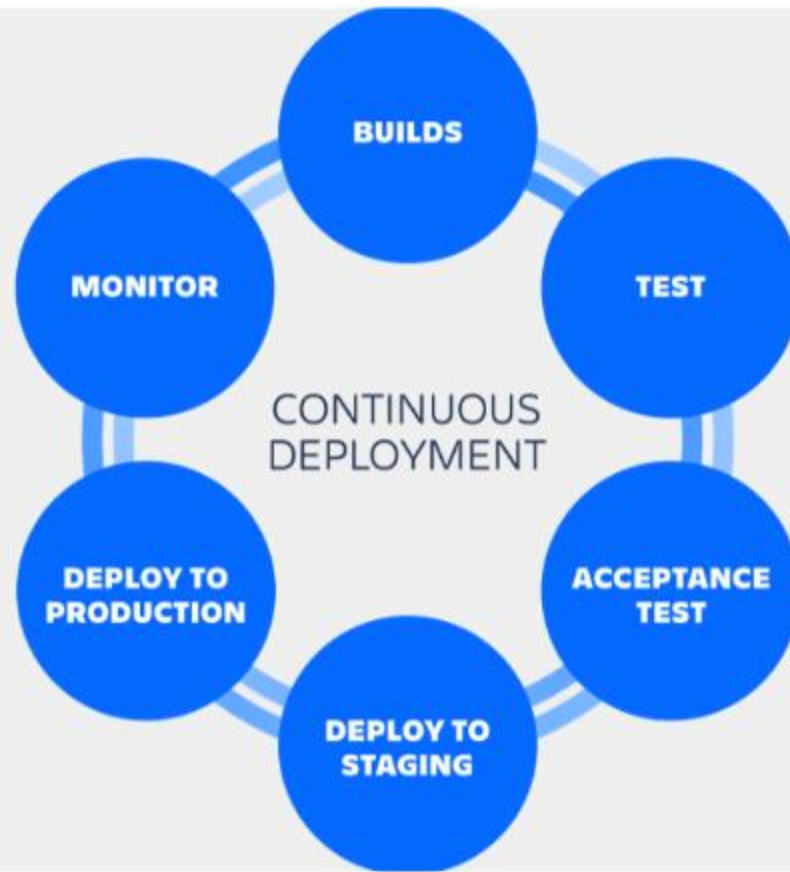 BUILDS
TEST
ACCEPTANCE
TEST
DEPLOY TO
STAGING
DEPLOY TO
PRODUCTION
MONITOR
CONTINUOUS
DEPLOYMENT